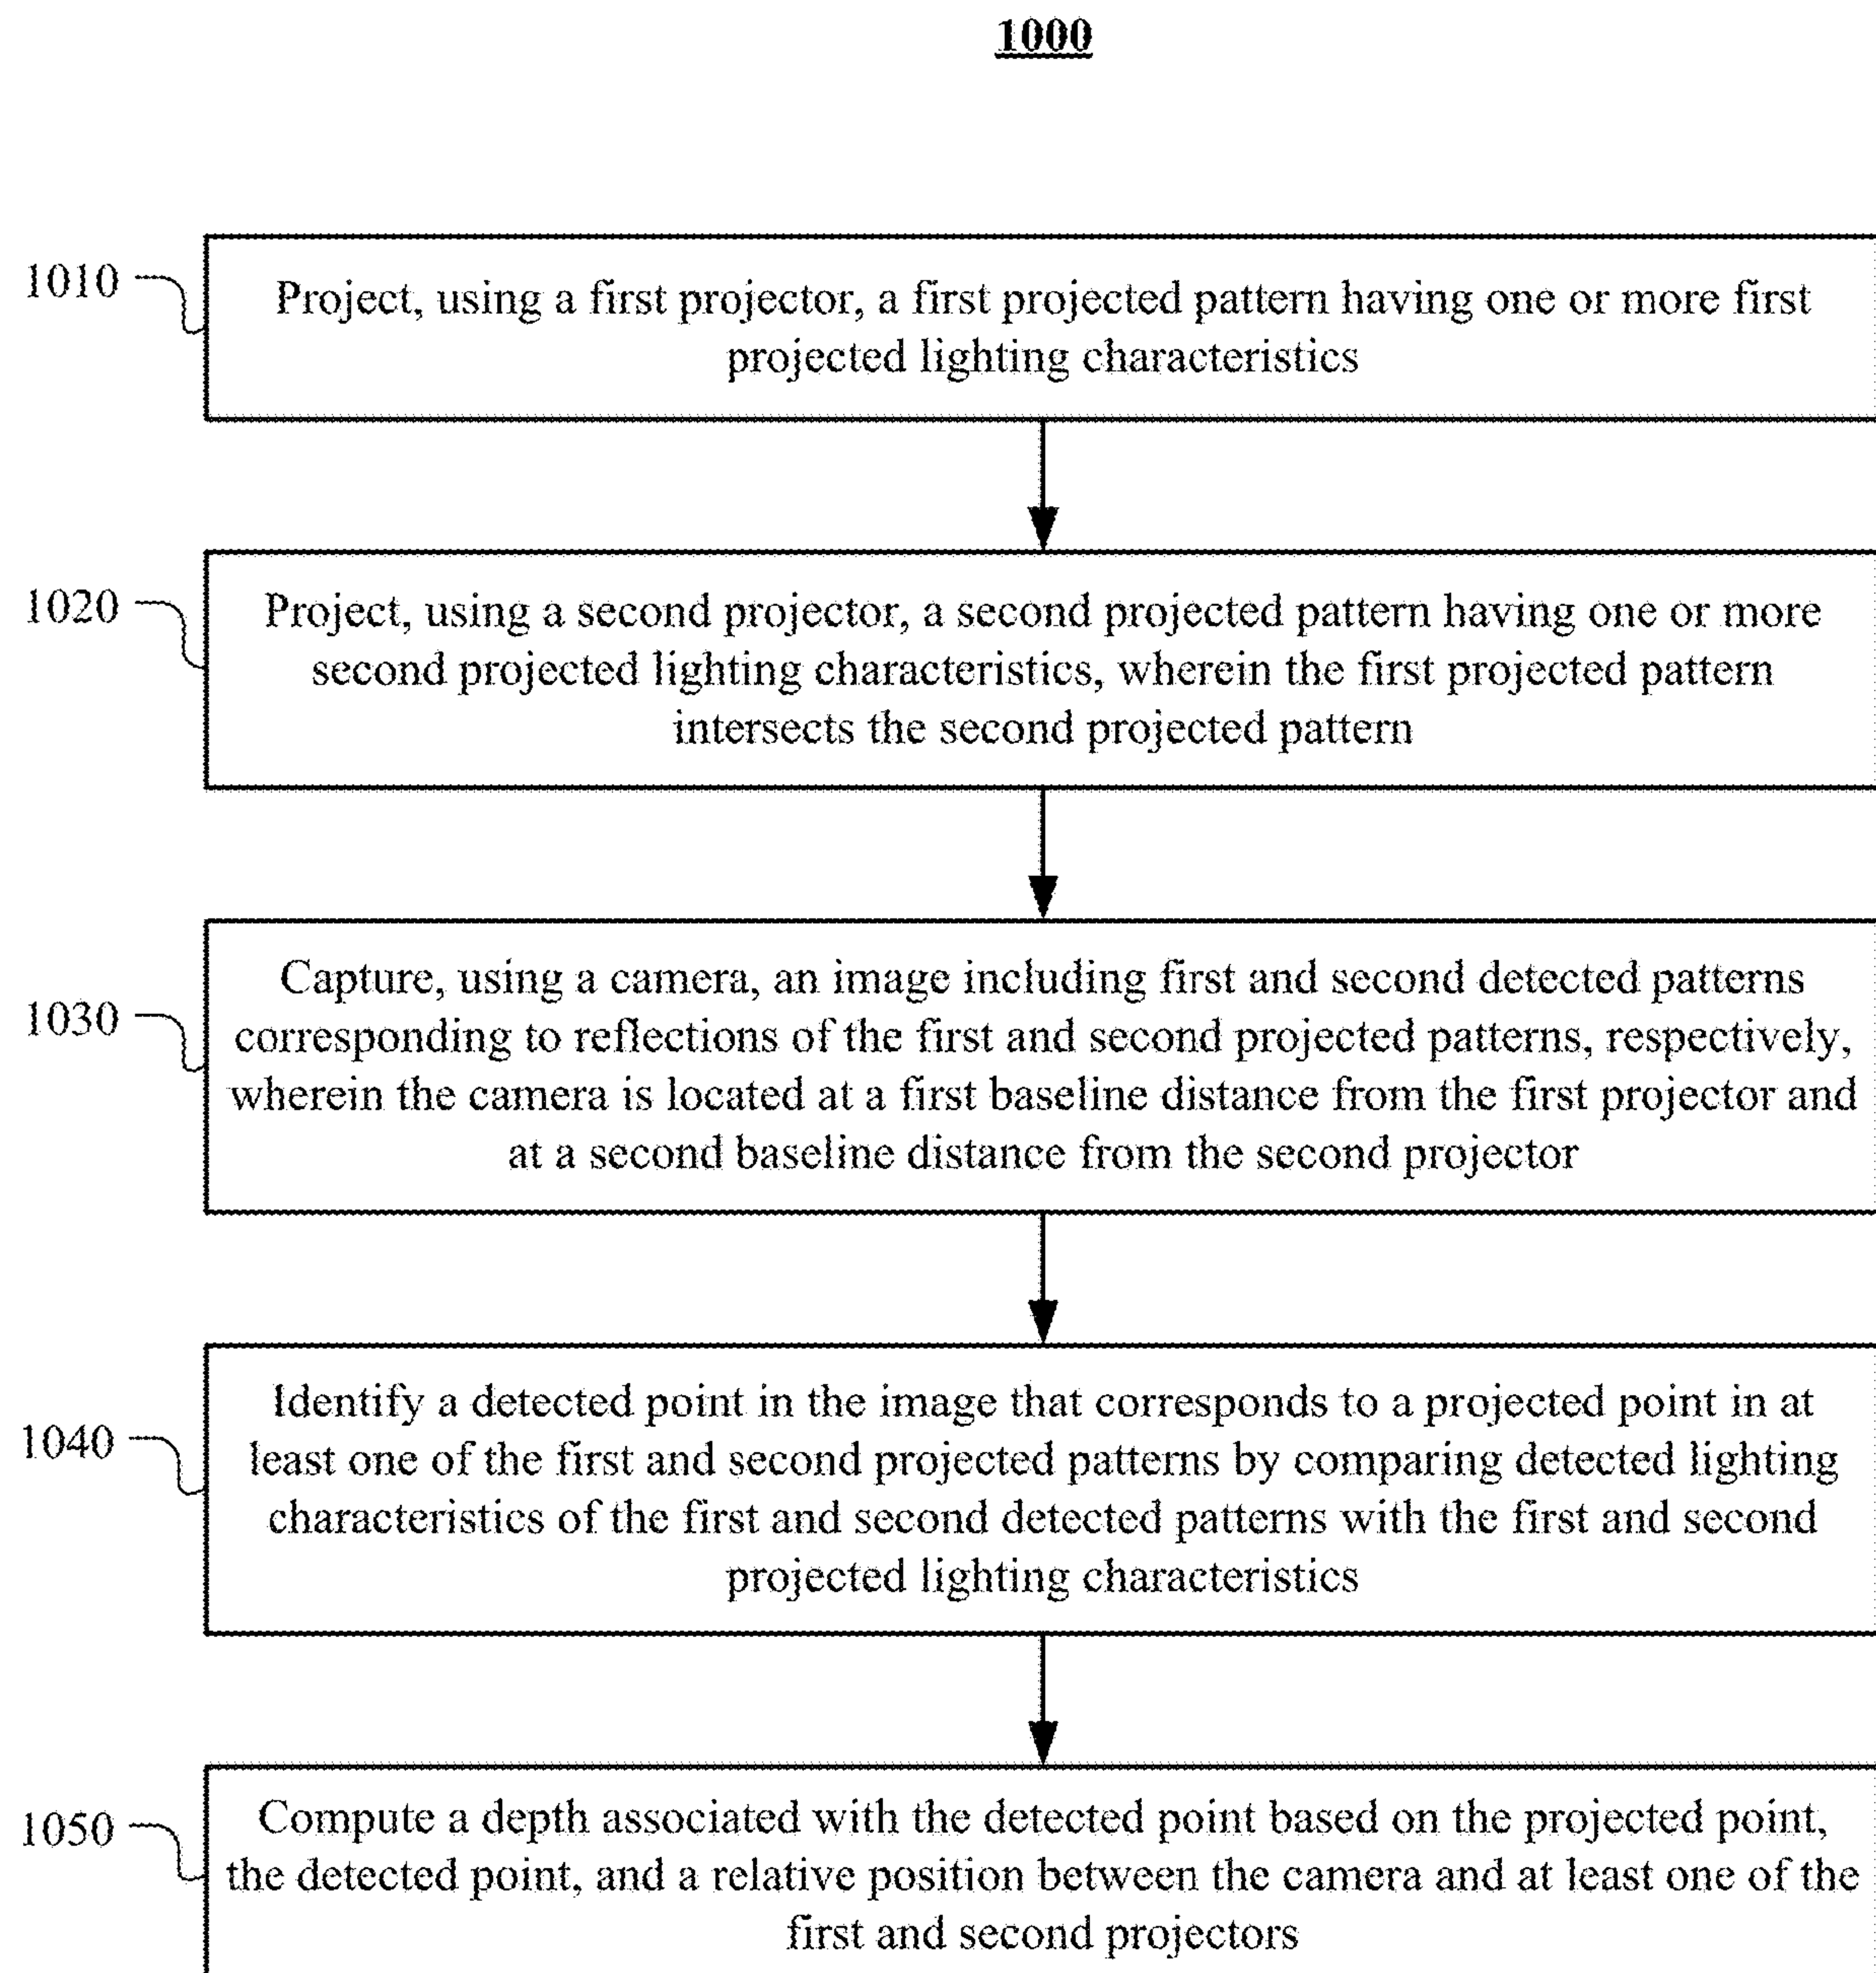 1000
1010
Project, using a first projector, a first projected pattern having one or more first
projected lighting characteristics
1020
Project, using a second projector, a second projected pattern having one or more
second projected lighting characteristics, wherein the first projected pattern
intersects the second projected pattern
1030
Capture, using a camera, an image including first and second detected patterns
corresponding to reflections of the first and second projected patterns, respectively,
wherein the camera is located at a first baseline distance from the first projector and
at a second baseline distance from the second projector
1040
Identify a detected point in the image that corresponds to a projected point in at
least one of the first and second projected patterns by comparing detected lighting
characteristics of the first and second detected patterns with the first and second
projected lighting characteristics
1050
Compute a depth associated with the detected point based on the projected point,
the detected point, and a relative position between the camera and at least one of the
first and second projectors